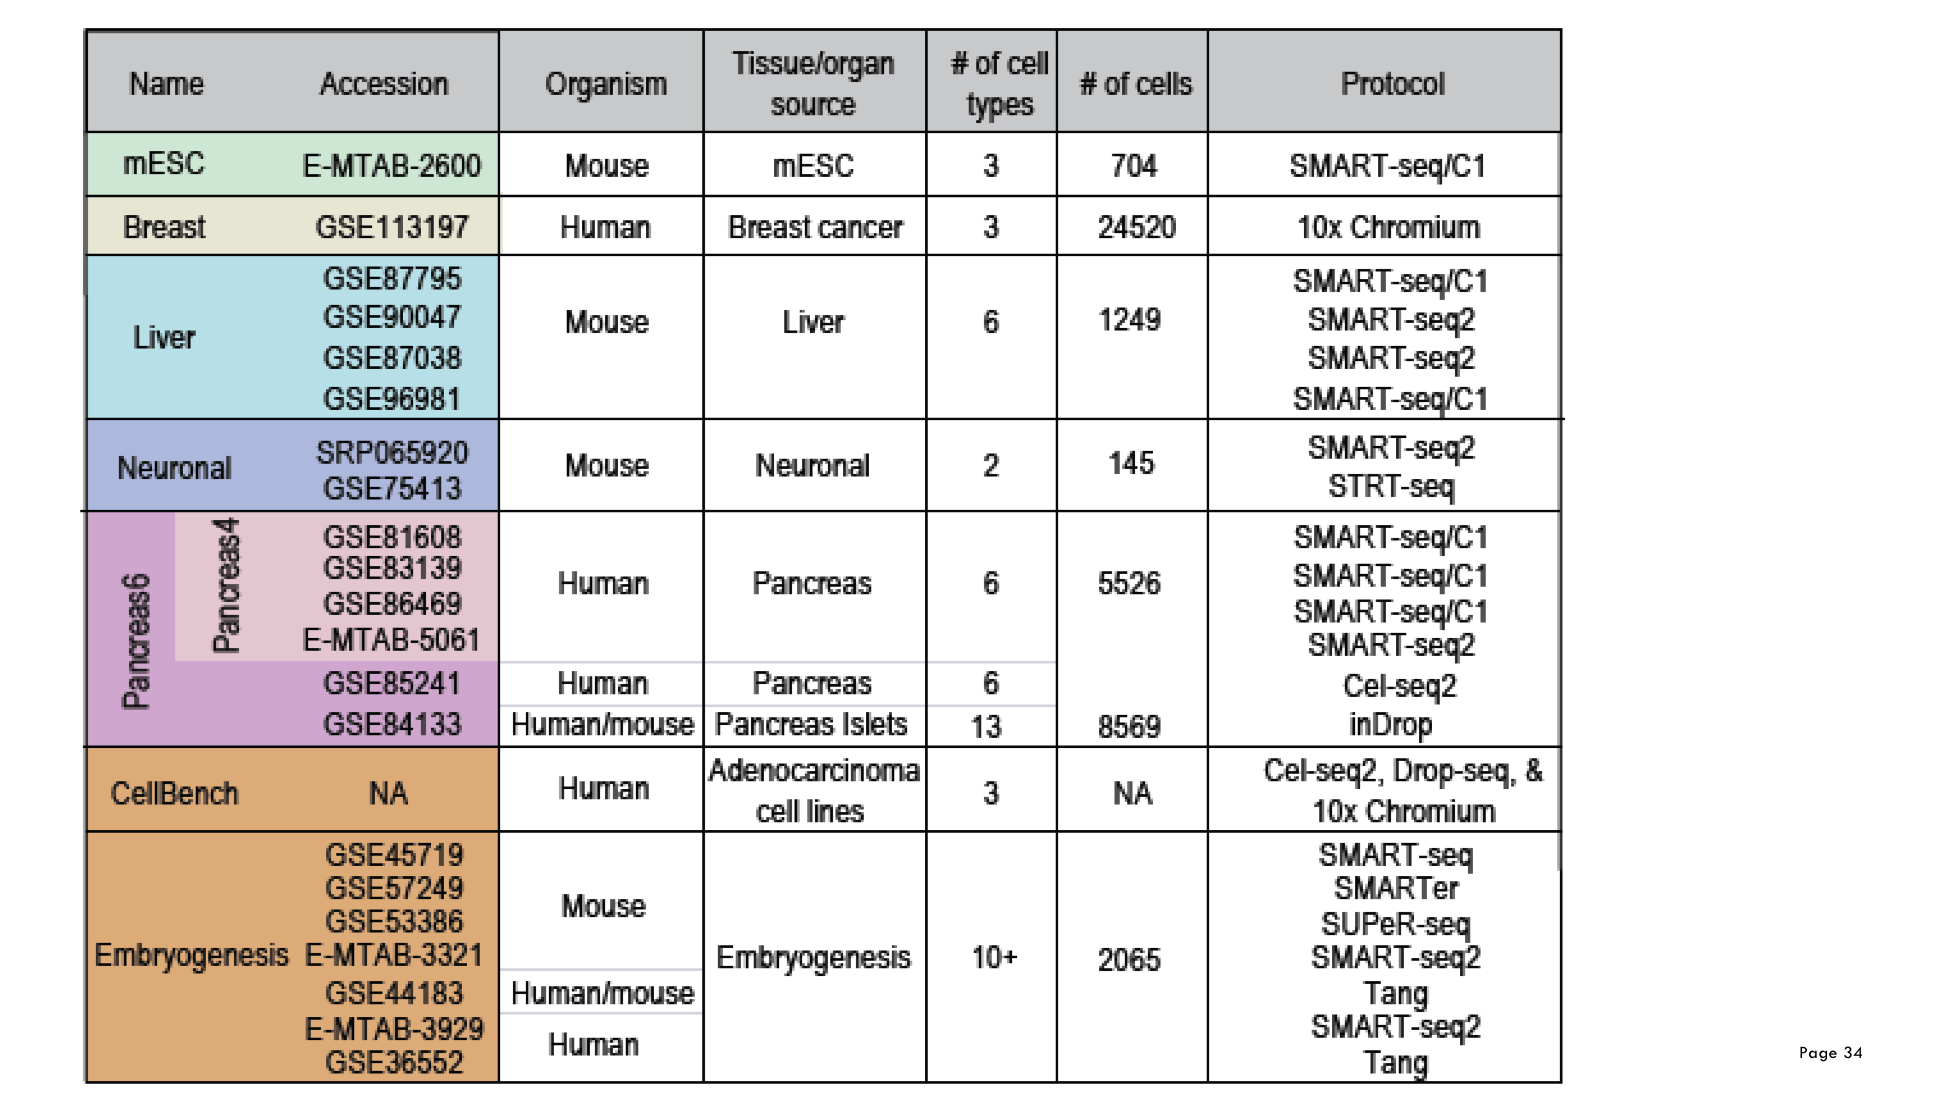 Name Accession Organism Tissue/organ source # of cell types # of cells Protocol
mESC E-MTAB-2600 Mouse mESC 3 704 SMART-seq/C1
Breast GSE113197 Human Breast cancer 3 24520 10x Chromium
Liver
GSE87795
GSE90047
GSE87038
GSE96981
Mouse Liver 6 1249
SMART-seq/C1
SMART-seq2
SMART-seq2
SMART-seq/C1
Neuronal
SRP065920
GSE75413
Mouse Neuronal 2 145
SMART-seq2
STRT-seq
Pancreas6
Pancreas4
GSE81608
GSE83139
GSE86469
E-MTAB-5061
Human Pancreas 6 5526
SMART-seq/C1
SMART-seq/C1
SMART-seq/C1
SMART-seq2
GSE85241 Human Pancreas 6 Cel-seq2
GSE84133 Human/mouse Pancreas Islets 13 8569 inDrop
CellBench NA Human
Adenocarcinoma
cell lines
3 NA
Cel-seq2, Drop-seq, &
10x Chromium
Embryogenesis
GSE45719
GSE57249
GSE53386
E-MTAB-3321
GSE44183
E-MTAB-3929
GSE36552
Mouse
Human/mouse
Human
Embryogenesis 10+ 2065
SMART-seq
SMARTer
SUPeR-seq
SMART-seq2
Tang
SMART-seq2
Tang
Page 34